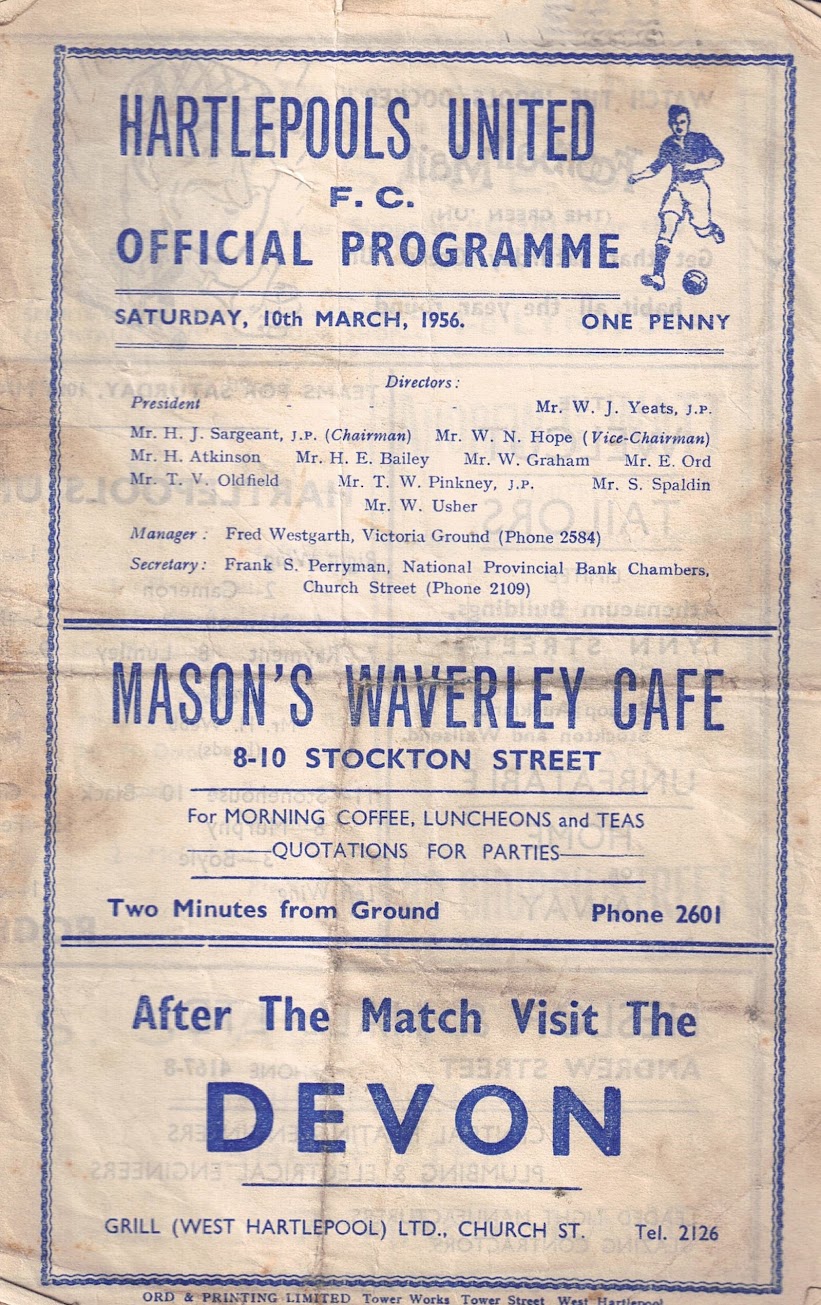 HARTLEPOOLS UNITED
F. C.
OFFICIAL PROGRAMME
SATURDAY, 10th MARCH, 1956. ONE PENNY
Directors:
President - - Mr. W. J. Yeats, J.P.
Mr. H. J. Sargeant, J.P. (Chairman) Mr. W. N. Hope (Vice-Chairman)
Mr. H. Atkinson Mr. H. E. Bailey Mr. W. Graham Mr. E. Ord
Mr. T. V. Oldfield Mr. T. W. Pinkney, J.P. Mr. S. Spaldin
Mr. W. Usher
Manager: Fred Westgarth, Victoria Ground (Phone 2584)
Secretary: Frank S. Perryman, National Provincial Bank Chambers,
Church Street (Phone 2109)
MASON'S WAVERLEY CAFE
8-10 STOCKTON STREET
For MORNING COFFEE, LUNCHEONS and TEAS
QUOTATIONS FOR PARTIES
Two Minutes from Ground Phone 2601
After The Match Visit The
DEVON
GRILL (WEST HARTLEPOOL) LTD., CHURCH ST. Tel. 2126
ORD & PRINTING LIMITED Tower Works Tower Street West Hartlepool